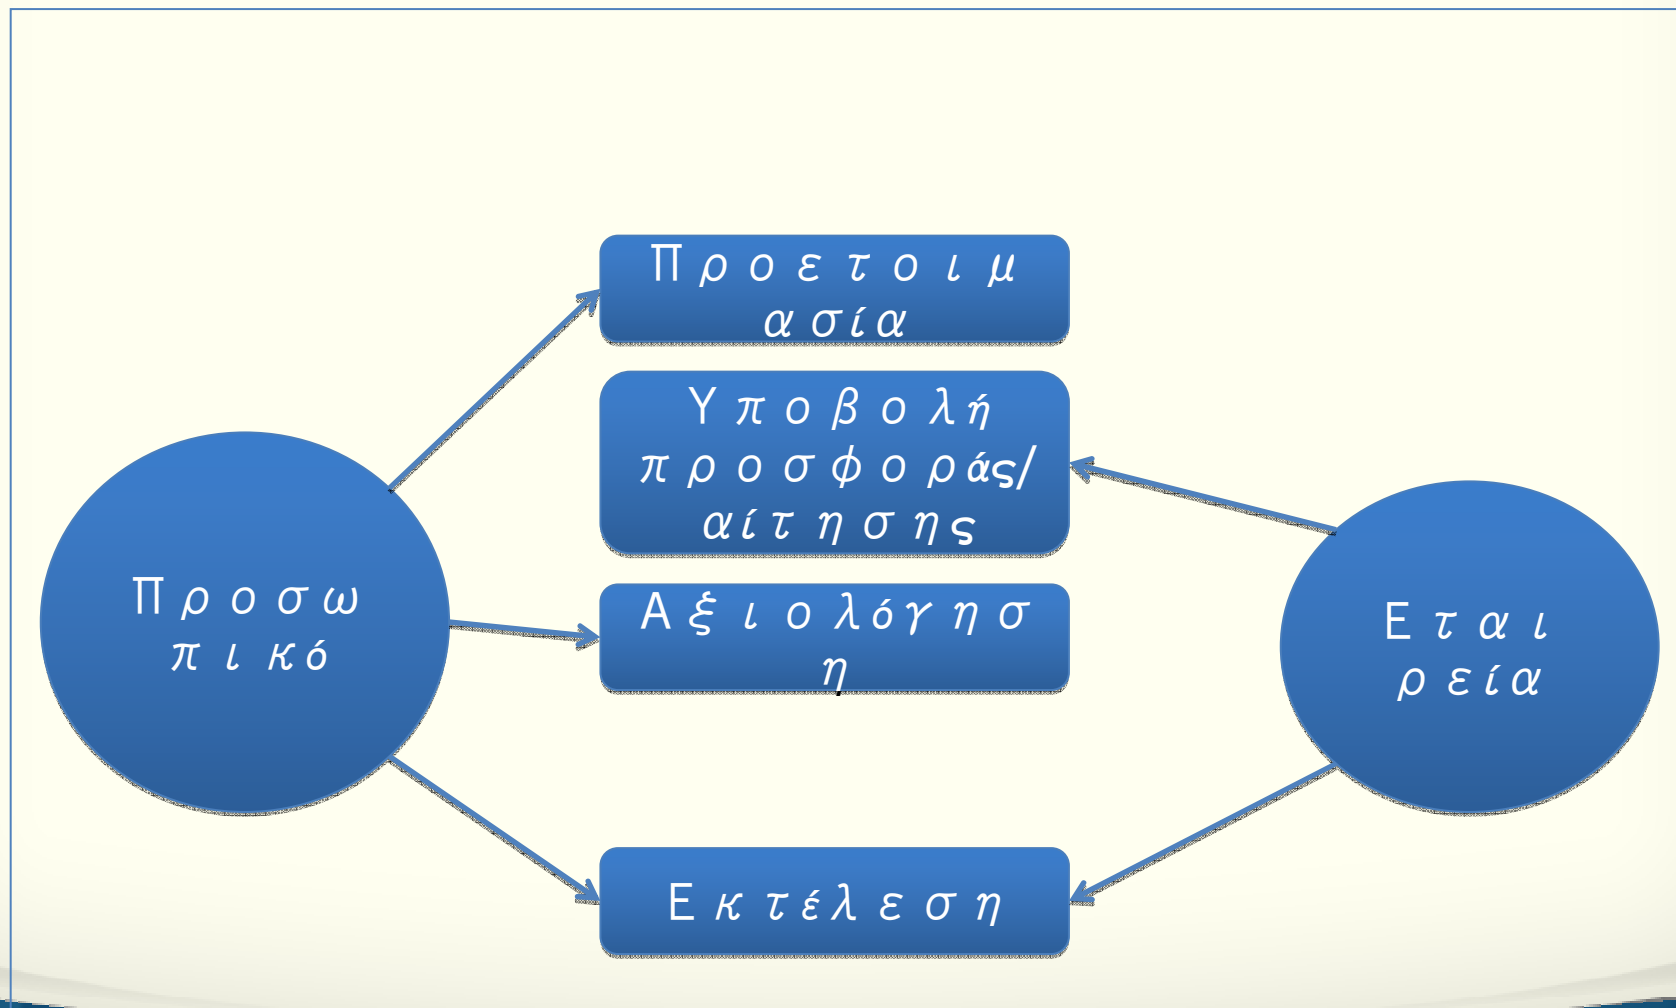 Προετοιμ
ασία
Υποβολή
προσφοράς/
αίτησης
Προσω
πικό
Αξιολόγησ
η
Εται
ρεία
Εκτέλεση